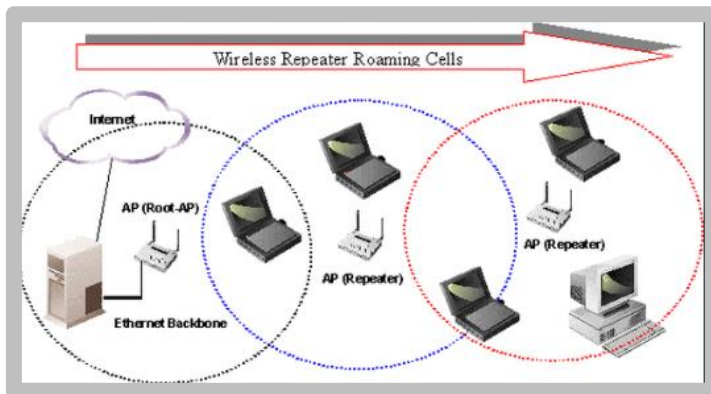 Wireless Repeater Roaming Cells
Internet
AP (Root-AP)
AP (Repeater)
AP (Repeater)
Ethernet Backbone